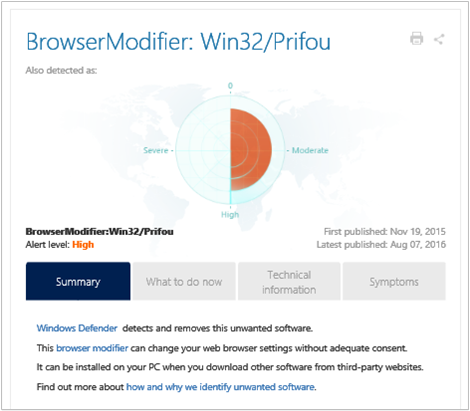 BrowserModifier: Win32/Prifou
Also detected as:
0
Severe - - Moderate
High
BrowserModifier:Win32/Prifou First published: Nov 19, 2015
Alert level: High Latest published: Aug 07, 2016
Summary What to do now Technical information Symptoms
Windows Defender detects and removes this unwanted software.
This browser modifier can change your web browser settings without adequate consent.
It can be installed on your PC when you download other software from third-party websites.
Find out more about how and why we identify unwanted software.